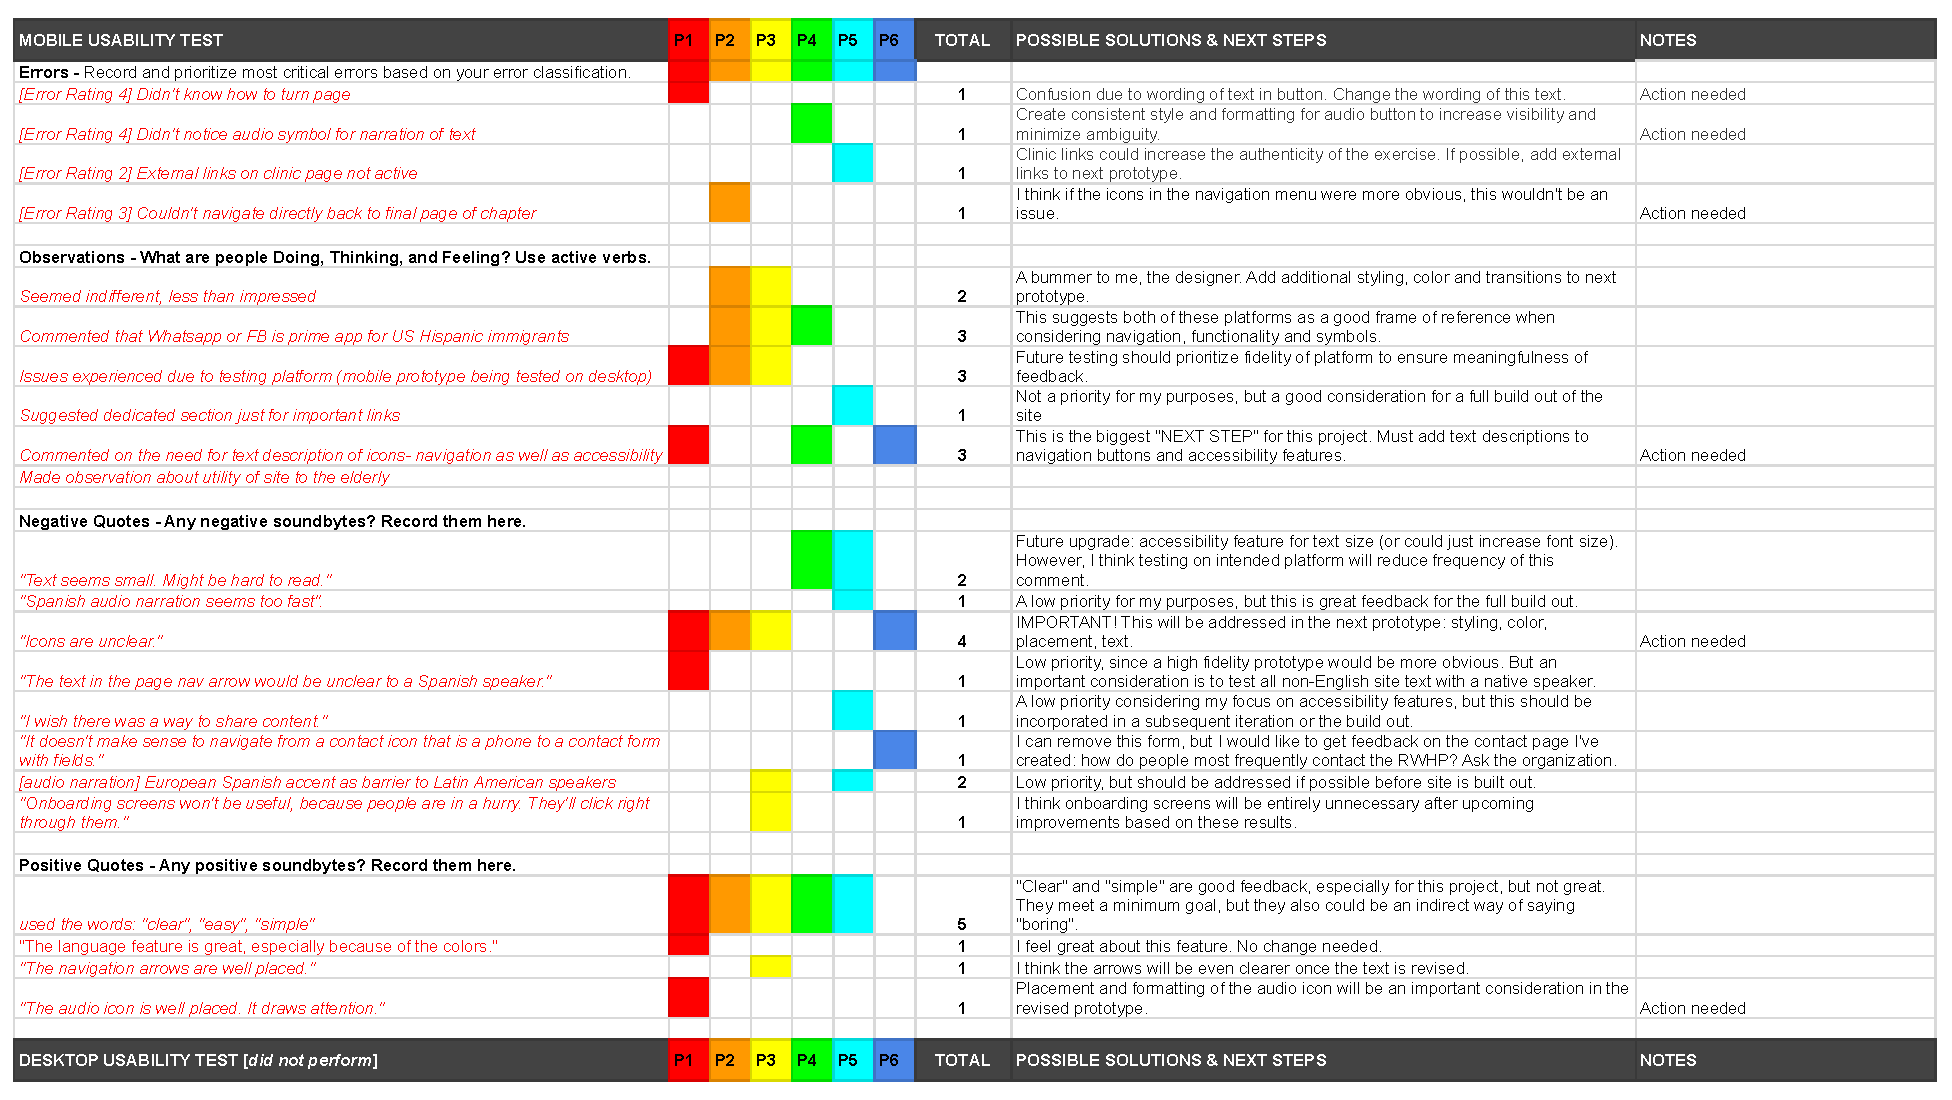 MOBILE USABILITY TEST P1 P2 P3 P4 P5 P6 TOTAL POSSIBLE SOLUTIONS & NEXT STEPS NOTES
Errors - Record and prioritize most critical errors based on your error classification.
[Error Rating 4] Didn't know how to turn page 1 Confusion due to wording of text in button. Change the wording of this text. Action needed
Create consistent style and formatting for audio button to increase visibility and
[Error Rating 4] Didn't notice audio symbol for narration of text 1 minimize ambiguity. Action needed
Clinic links could increase the authenticity of the exercise. If possible, add external
[Error Rating 2] External links on clinic page not active 1 links to next prototype.
I think if the icons in the navigation menu were more obvious, this wouldn't be an
[Error Rating 3] Couldn't navigate directly back to final page of chapter 1 issue. Action needed
Observations - What are people Doing, Thinking, and Feeling? Use active verbs.
A bummer to me, the designer. Add additional styling, color and transitions to next
Seemed indifferent, less than impressed 2 prototype.
This suggests both of these platforms as a good frame of reference when
Commented that Whatsapp or FB is prime app for US Hispanic immigrants 3 considering navigation, functionality and symbols.
Future testing should prioritize fidelity of platform to ensure meaningfulness of
Issues experienced due to testing platform (mobile prototype being tested on desktop) 3 feedback.
Not a priority for my purposes, but a good consideration for a full build out of the
Suggested dedicated section just for important links 1 site
This is the biggest "NEXT STEP" for this project. Must add text descriptions to
Commented on the need for text description of icons- navigation as well as accessibility 3 navigation buttons and accessibility features. Action needed
Made observation about utility of site to the elderly
Negative Quotes - Any negative soundbytes? Record them here.
Future upgrade: accessibility feature for text size (or could just increase font size).
However, I think testing on intended platform will reduce frequency of this
"Text seems small. Might be hard to read." 2 comment.
"Spanish audio narration seems too fast". 1 A low priority for my purposes, but this is great feedback for the full build out.
IMPORTANT! This will be addressed in the next prototype: styling, color,
"Icons are unclear." 4 placement, text. Action needed
Low priority, since a high fidelity prototype would be more obvious. But an
"The text in the page nav arrow would be unclear to a Spanish speaker." 1 important consideration is to test all non-English site text with a native speaker.
A low priority considering my focus on accessibility features, but this should be
"I wish there was a way to share content." 1 incorporated in a subsequent iteration or the build out.
"It doesn't make sense to navigate from a contact icon that is a phone to a contact form I can remove this form, but I would like to get feedback on the contact page I've
with fields." 1 created: how do people most frequently contact the RWHP? Ask the organization.
[audio narration] European Spanish accent as barrier to Latin American speakers 2 Low priority, but should be addressed if possible before site is built out.
"Onboarding screens won't be useful, because people are in a hurry. They'll click right I think onboarding screens will be entirely unnecessary after upcoming
through them." 1 improvements based on these results.
Positive Quotes - Any positive soundbytes? Record them here.
"Clear" and "simple" are good feedback, especially for this project, but not great.
They meet a minimum goal, but they also could be an indirect way of saying
used the words: "clear", "easy", "simple" 5 "boring".
"The language feature is great, especially because of the colors." 1 I feel great about this feature. No change needed.
"The navigation arrows are well placed." 1 I think the arrows will be even clearer once the text is revised.
Placement and formatting of the audio icon will be an important consideration in the
"The audio icon is well placed. It draws attention." 1 revised prototype. Action needed
DESKTOP USABILITY TEST [did not perform] P1 P2 P3 P4 P5 P6 TOTAL POSSIBLE SOLUTIONS & NEXT STEPS NOTES